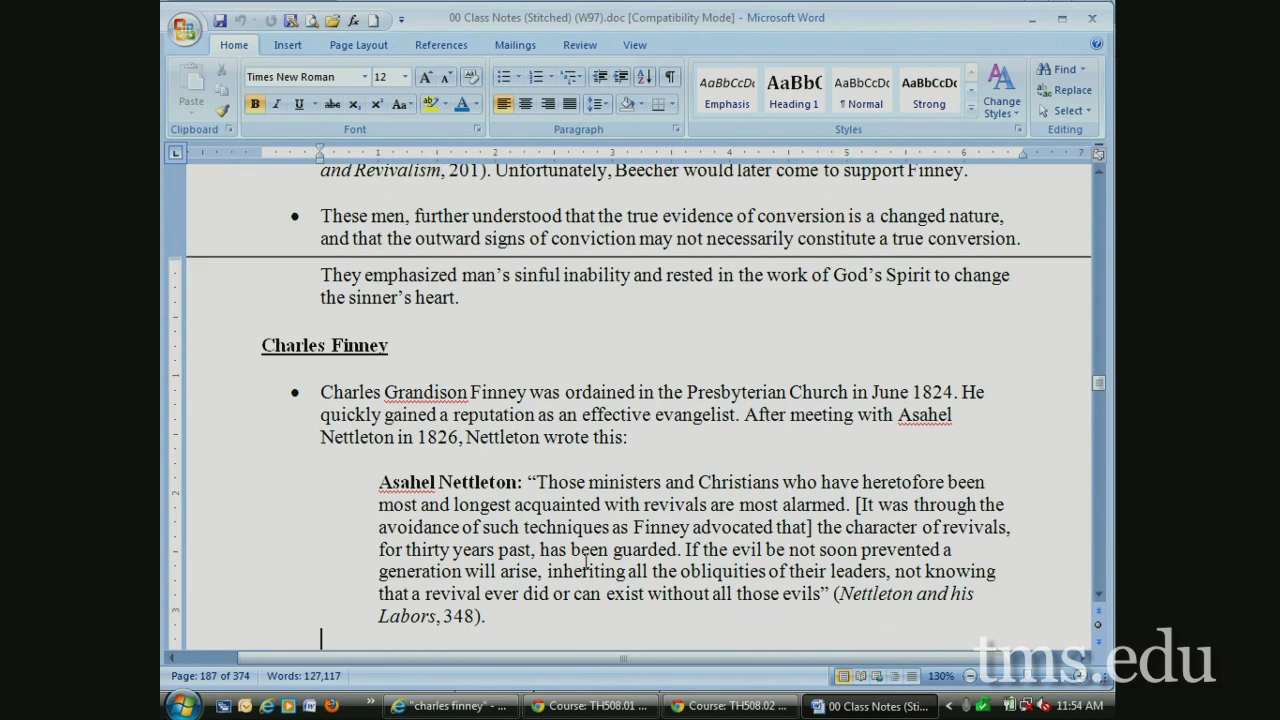 00 Class Notes (Stitched) (W97).doc [Compatibility Mode] - Microsoft Word
Home Insert Page Layout References Mailings Review View
Paste
Times New Roman 12
AaBbCcDc AaBb( AaBbCcDc AaBbCcDc
Emphasis Heading 1 ¶ Normal Strong
Change Styles
Find
Replace
Select
Clipboard Font Paragraph Styles Editing
1 2 3 4 5 6 7
and Revivalism, 201). Unfortunately, Beecher would later come to support Finney.
• These men, further understood that the true evidence of conversion is a changed nature,
and that the outward signs of conviction may not necessarily constitute a true conversion.
They emphasized man's sinful inability and rested in the work of God's Spirit to change
the sinner's heart.
Charles Finney
• Charles Grandison Finney was ordained in the Presbyterian Church in June 1824. He
quickly gained a reputation as an effective evangelist. After meeting with Asahel
Nettleton in 1826, Nettleton wrote this:
Asahel Nettleton: “Those ministers and Christians who have heretofore been
most and longest acquainted with revivals are most alarmed. [It was through the
avoidance of such techniques as Finney advocated that] the character of revivals,
for thirty years past, has been guarded. If the evil be not soon prevented a
generation will arise, inheriting all the obliquities of their leaders, not knowing
that a revival ever did or can exist without all those evils” (Nettleton and his
Labors, 348).
tms.edu
Page: 187 of 374 Words: 127,117 130%
"charles finney" - ... Course: TH508.01 ... Course: TH508.02 ... 00 Class Notes (Sti... 11:54 AM